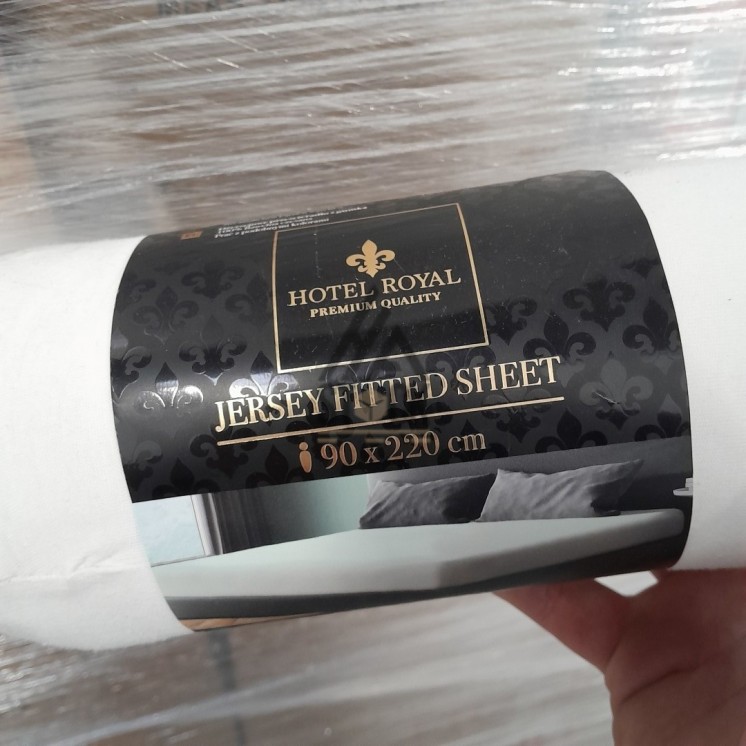 HOTEL ROYAL
PREMIUM QUALITY
JERSEY FITTED SHEET
90 x 220 cm